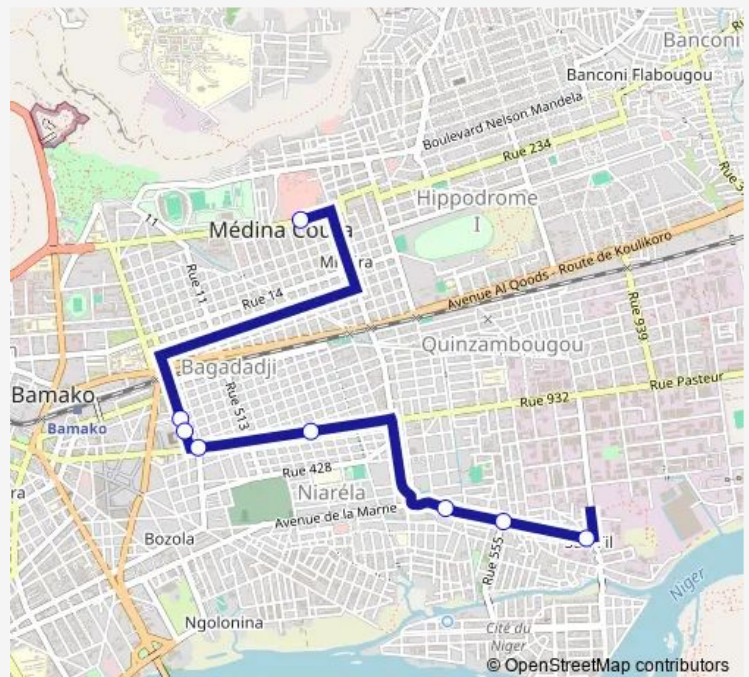 Banconi
Banconi Flabougou
Boulevard Nelson Mandela
Rue 234
Hippodrome
I
11
Médina Cou
Rue 11
Rue 14
Avenue Al Qoods - Route de Koulikoro
Rue 939
Quinzambougou
Bagadadji
Bamako
Rue 513
Rue Pasteur
Rue 932
Bamako
Rue 428
Niaréla
Avenue de la Marne
Bozola
Rue 555
Niger
Ngolonina
Cité du
Niger
© OpenStreetMap contributors